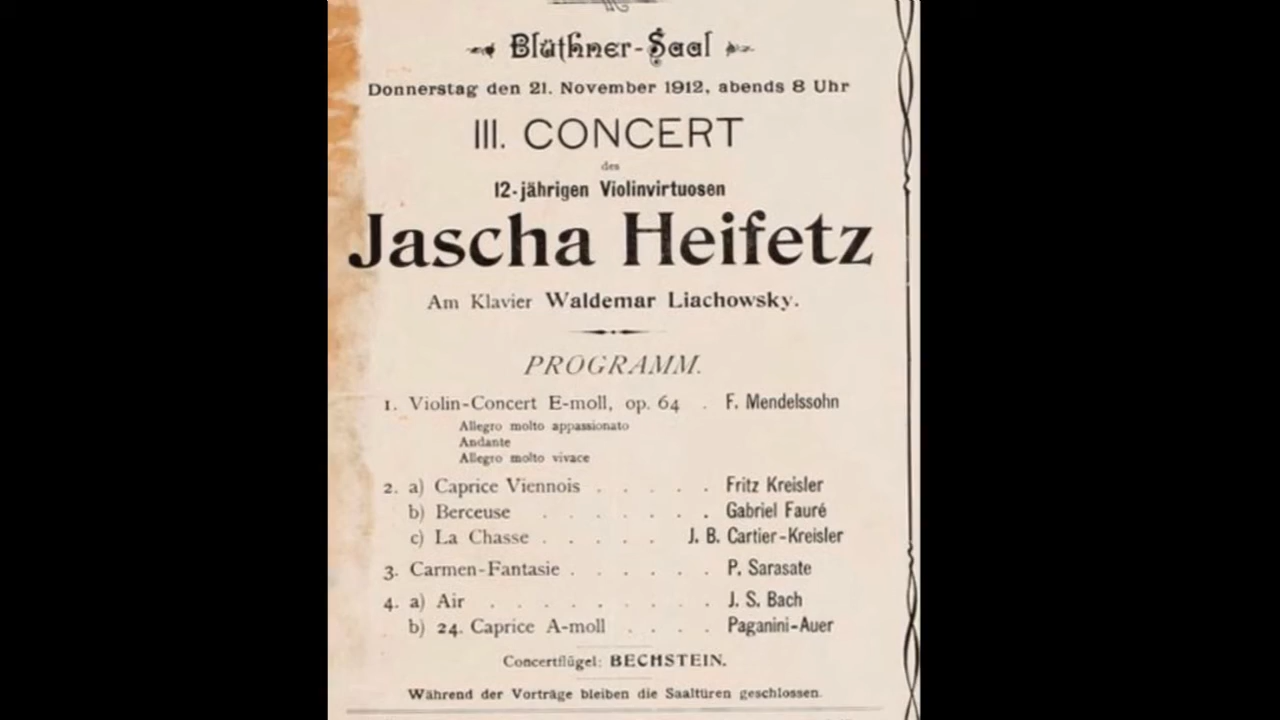 Blüthner-Saal
Donnerstag den 21. November 1912, abends 8 Uhr
III. CONCERT
des
12-jährigen Violinvirtuosen
Jascha Heifetz
Am Klavier Waldemar Liachowsky.
PROGRAMM.
1. Violin-Concert E-moll, op. 64 . F. Mendelssohn
Allegro molto appassionato
Andante
Allegro molto vivace
2. a) Caprice Viennois . . . . . Fritz Kreisler
b) Berceuse . . . . . . . Gabriel Fauré
c) La Chasse . . . . . J. B. Cartier-Kreisler
3. Carmen-Fantasie . . . . . . P. Sarasate
4. a) Air . . . . . . . . . J. S. Bach
b) 24. Caprice A-moll . . . . Paganini-Auer
Concertflügel: BECHSTEIN.
Während der Vorträge bleiben die Saaltüren geschlossen.